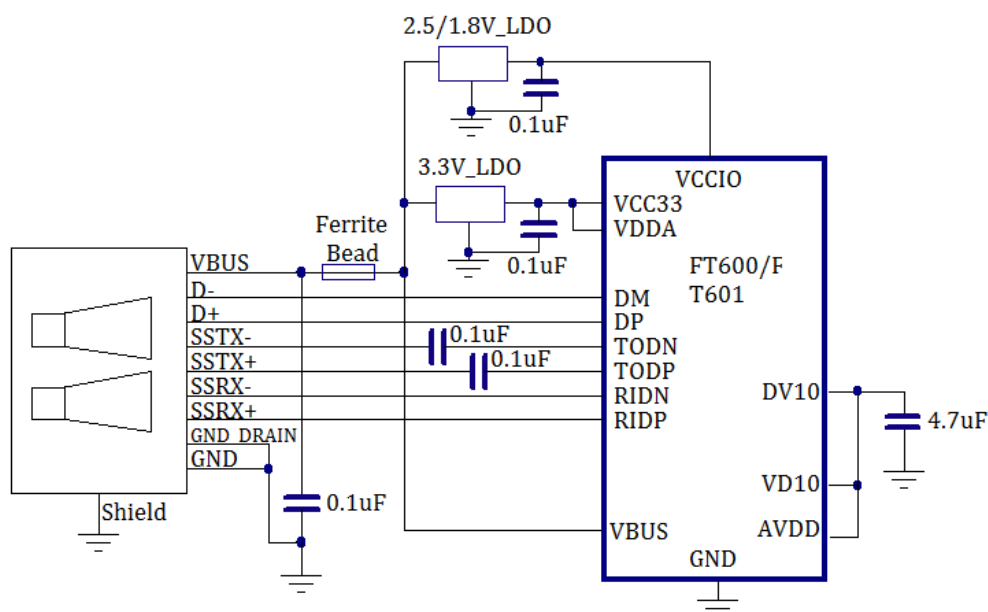 2.5/1.8V_LDO
0.1uF
3.3V_LDO
0.1uF
VCCIO
VCC33
VDDA
Ferrite
Bead
FT600/F
T601
VBUS
D-
D+
SSTX-
SSTX+
SSRX-
SSRX+
GND DRAIN
GND
0.1uF
0.1uF
DM
DP
TODN
TODP
RIDN
RIDP
DV10
4.7uF
VD10
AVDD
Shield
0.1uF
VBUS
GND